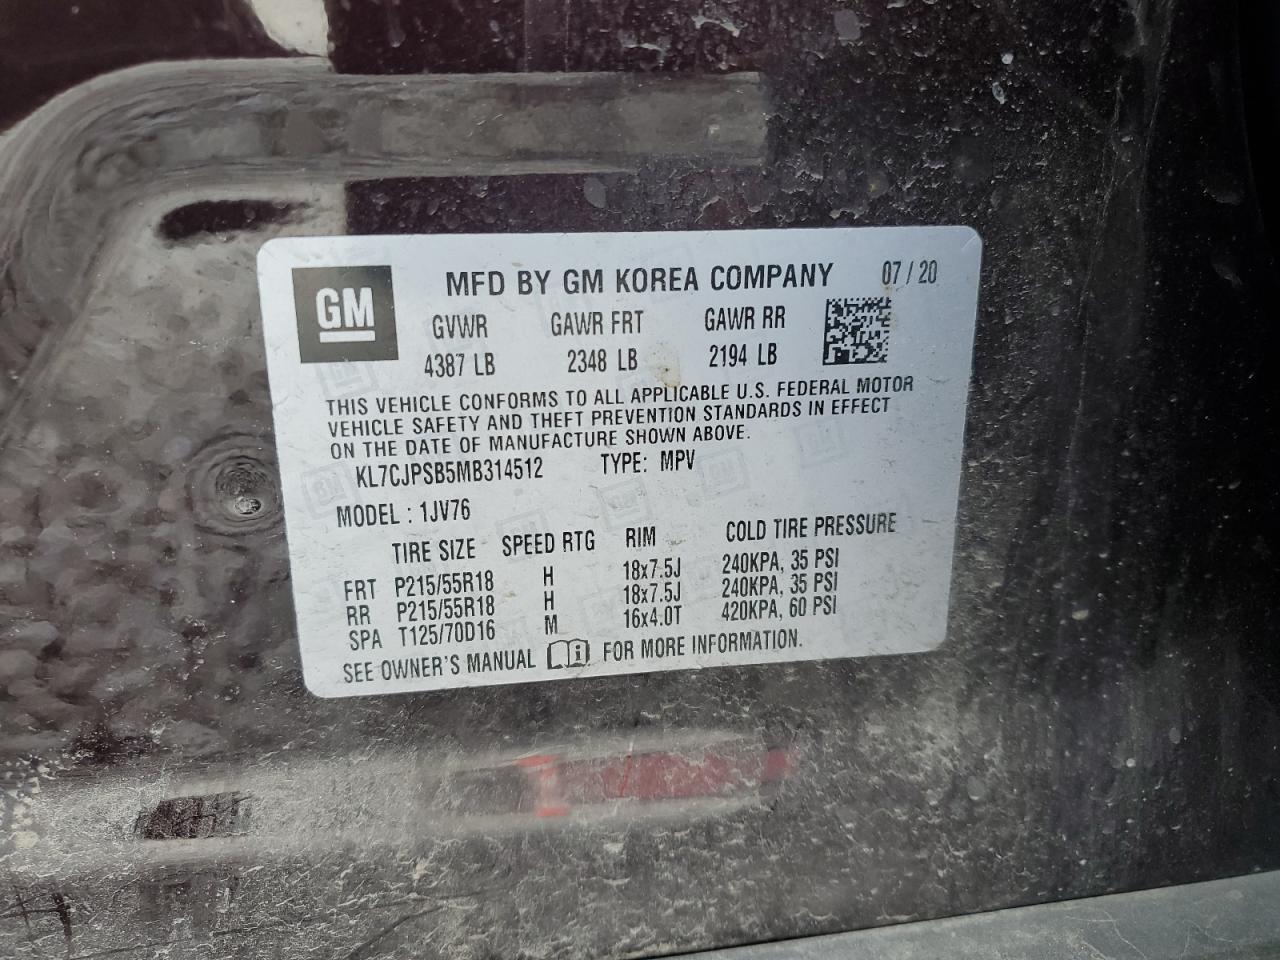 GM
MFD BY GM KOREA COMPANY 07/20
GVWR GAWR FRT GAWR RR
4387 LB 2348 LB 2194 LB
THIS VEHICLE CONFORMS TO ALL APPLICABLE U.S. FEDERAL MOTOR
VEHICLE SAFETY AND THEFT PREVENTION STANDARDS IN EFFECT
ON THE DATE OF MANUFACTURE SHOWN ABOVE.
KL7CJPSB5MB314512 TYPE: MPV
MODEL : 1JV76
TIRE SIZE SPEED RTG RIM COLD TIRE PRESSURE
FRT P215/55R18 H 18x7.5J 240KPA, 35 PSI
RR P215/55R18 H 18x7.5J 240KPA, 35 PSI
SPA T125/70D16 M 16x4.0T 420KPA, 60 PSI
SEE OWNER'S MANUAL i FOR MORE INFORMATION.